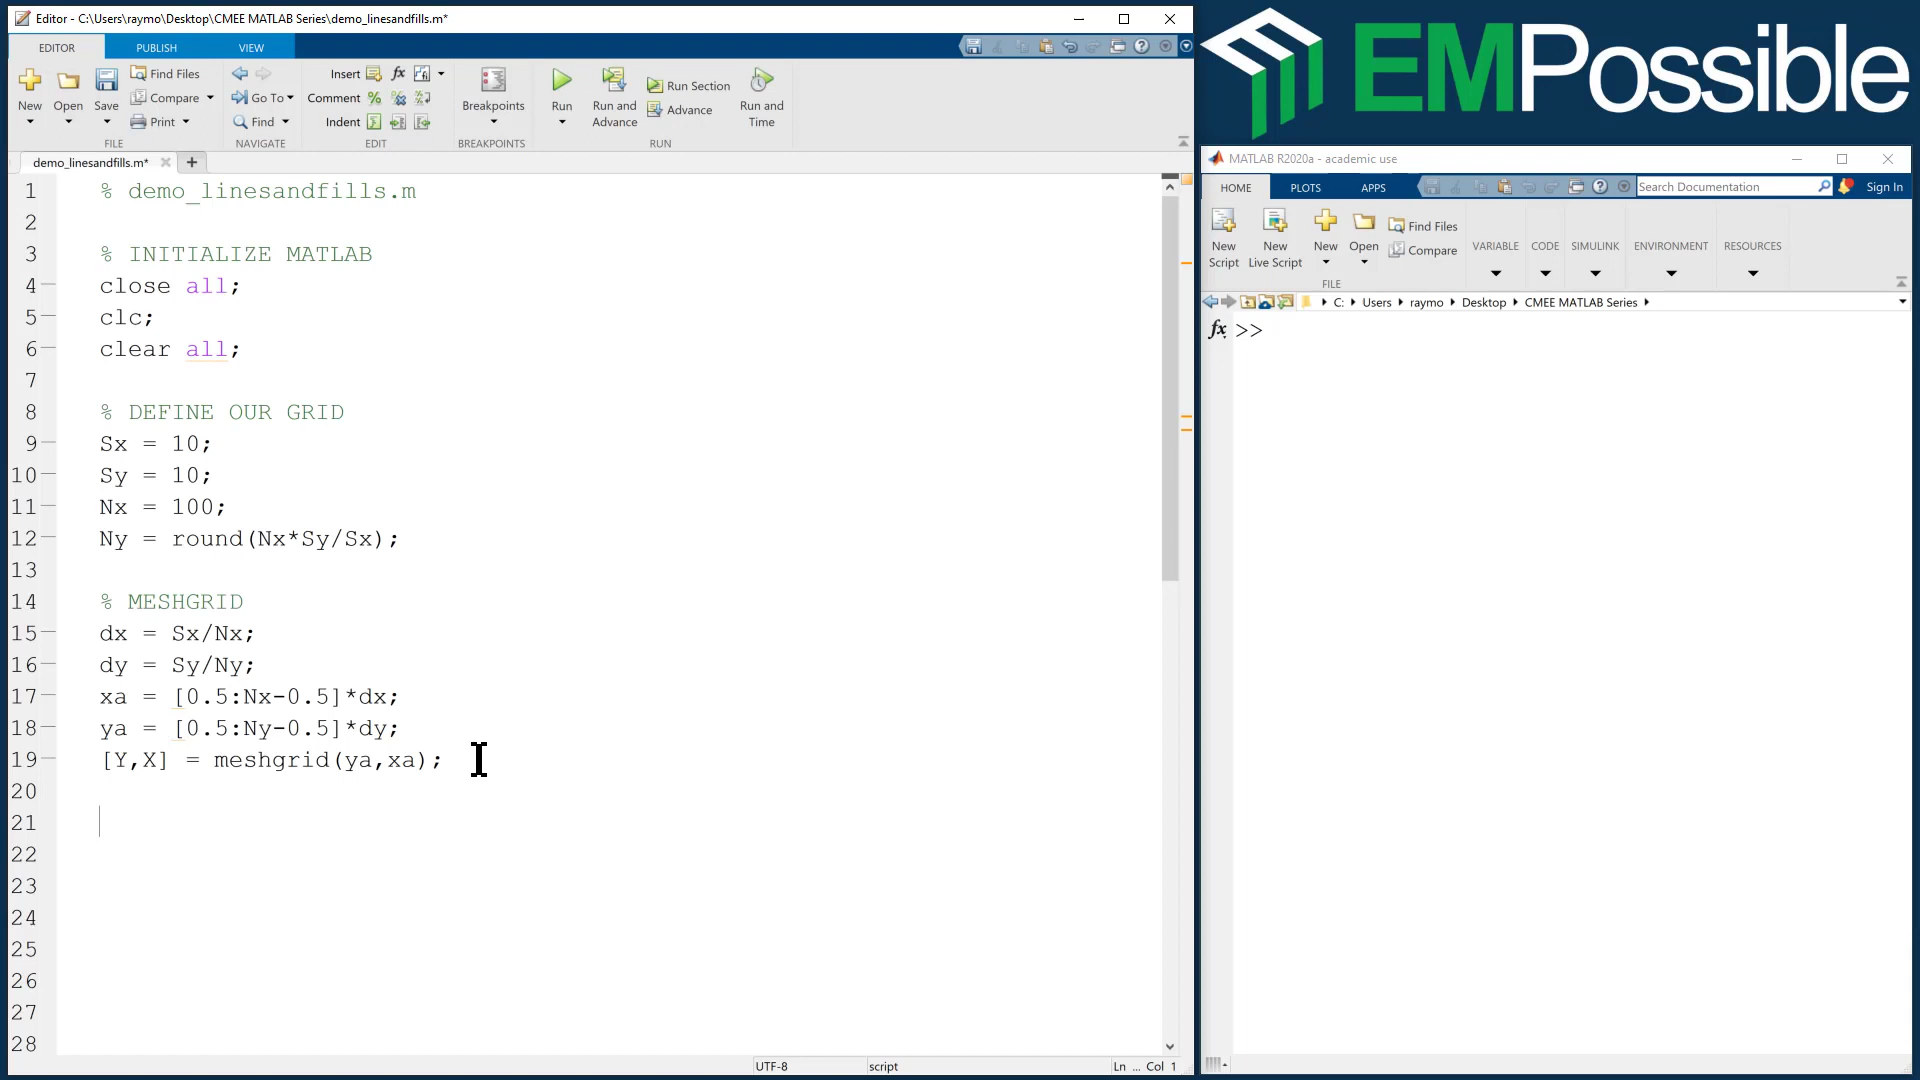 Editor - C:\Users\raymo\Desktop\CMEE MATLAB Series\demo_linesandfills.m*
EDITOR PUBLISH VIEW
New Open Save Find Files Compare Print
FILE
Go To Find
NAVIGATE
Insert fx
Comment
Indent
EDIT
Breakpoints
BREAKPOINTS
Run Run and Advance Run Section Advance Run and Time
RUN
demo_linesandfills.m*
1 % demo_linesandfills.m
2
3 % INITIALIZE MATLAB
4 close all;
5 clc;
6 clear all;
7
8 % DEFINE OUR GRID
9 Sx = 10;
10 Sy = 10;
11 Nx = 100;
12 Ny = round(Nx*Sy/Sx);
13
14 % MESHGRID
15 dx = Sx/Nx;
16 dy = Sy/Ny;
17 xa = [0.5:Nx-0.5]*dx;
18 ya = [0.5:Ny-0.5]*dy;
19 [Y,X] = meshgrid(ya,xa);
20
21
22
23
24
25
26
27
28
UTF-8 script Ln ... Col 1
EMPossible
MATLAB R2020a - academic use
HOME PLOTS APPS Search Documentation Sign In
New Script New Live Script New Open Find Files Compare
FILE
VARIABLE CODE SIMULINK ENVIRONMENT RESOURCES
C: Users raymo Desktop CMEE MATLAB Series
fx >>